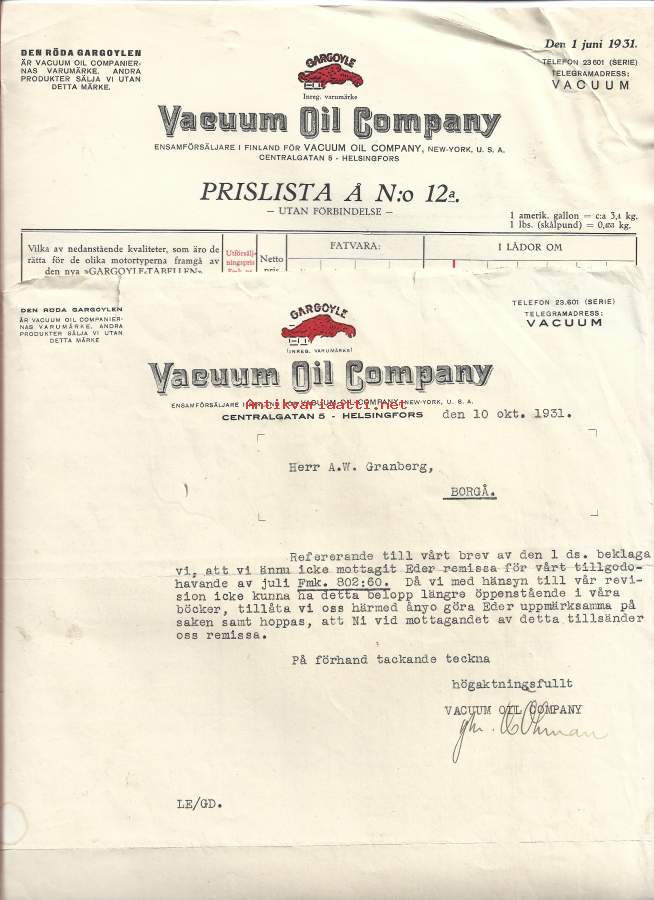 DEN RÖDA GARGOYLEN
ÄR VACUUM OIL COMPANIER-
NAS VARUMÄRKE. ANDRA
PRODUKTER SÄLJA VI UTAN
DETTA MÄRKE.
GARGOYLE
Inreg. varumärke
Den 1 juni 1931.
TELEFON 23 601 (SERIE)
TELEGRAMADRESS:
VACUUM
Vacuum Oil Company
ENSAMFÖRSÄLJARE I FINLAND FÖR VACUUM OIL COMPANY, NEW-YORK, U. S. A.
CENTRALGATAN 5 - HELSINGFORS
PRISLISTA Å N:o 12a.
– UTAN FÖRBINDELSE –
1 amerik. gallon = c:a 3,4 kg.
1 lbs. (skålpund) = 0,453 kg.
Vilka av nedanstående kvaliteter, som äro de
rätta för de olika motortyperna framgå av
den nya »GARGOYLE-TABELLEN»
Utförsälj-
ningspris
Netto
pris
FATVARA:
I LÅDOR OM
DEN RÖDA GARGOYLEN
ÄR VACUUM OIL COMPANIER-
NAS VARUMÄRKE. ANDRA
PRODUKTER SÄLJA VI UTAN
DETTA MÄRKE
GARGOYLE
(INREG. VARUMÄRKE)
TELEFON 23.601 (SERIE)
TELEGRAMADRESS:
VACUUM
Vacuum Oil Company
ENSAMFÖRSÄLJARE I FINLAND FÖR VACUUM OIL COMPANY, NEW-YORK, U. S. A.
Antikvariaatti.net
CENTRALGATAN 5 - HELSINGFORS
den 10 okt. 1931.
Herr A.W. Granberg,
BORGÅ.
Refererande till vårt brev av den 1 ds. beklaga
vi, att vi ännu icke mottagit Eder remissa för vårt tillgodo-
havande av juli Fmk. 802:60. Då vi med hänsyn till vår revi-
sion icke kunna ha detta belopp längre öppenstående i våra
böcker, tillåta vi oss härmed ånyo göra Eder uppmärksamma på
saken samt hoppas, att Ni vid mottagandet av detta tillsänder
oss remissa.
På förhand tackande teckna
högaktningsfullt
VACUUM OIL COMPANY
LE/GD.